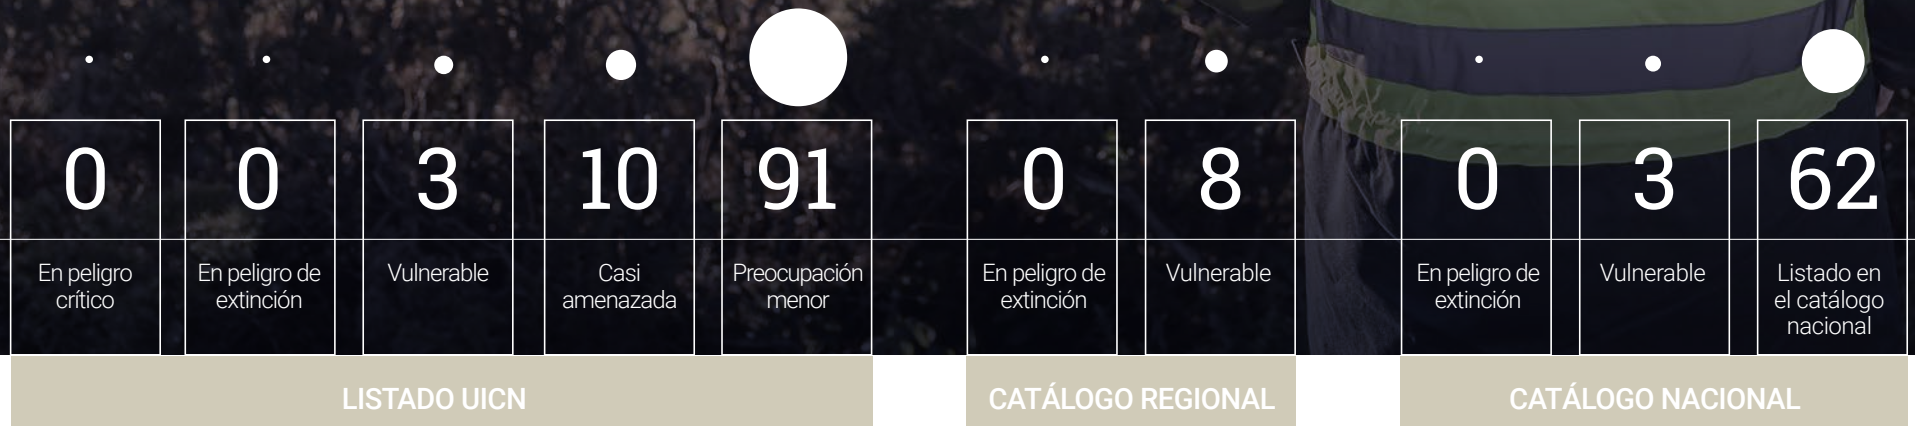 0
0
3
10
91
0
8
0
3
62
En peligro
crítico
En peligro de
extinción
Vulnerable
Casi
amenazada
Preocupación
menor
En peligro de
extinción
Vulnerable
En peligro de
extinción
Vulnerable
Listado en
el catálogo
nacional
LISTADO UICN
CATÁLOGO REGIONAL
CATÁLOGO NACIONAL